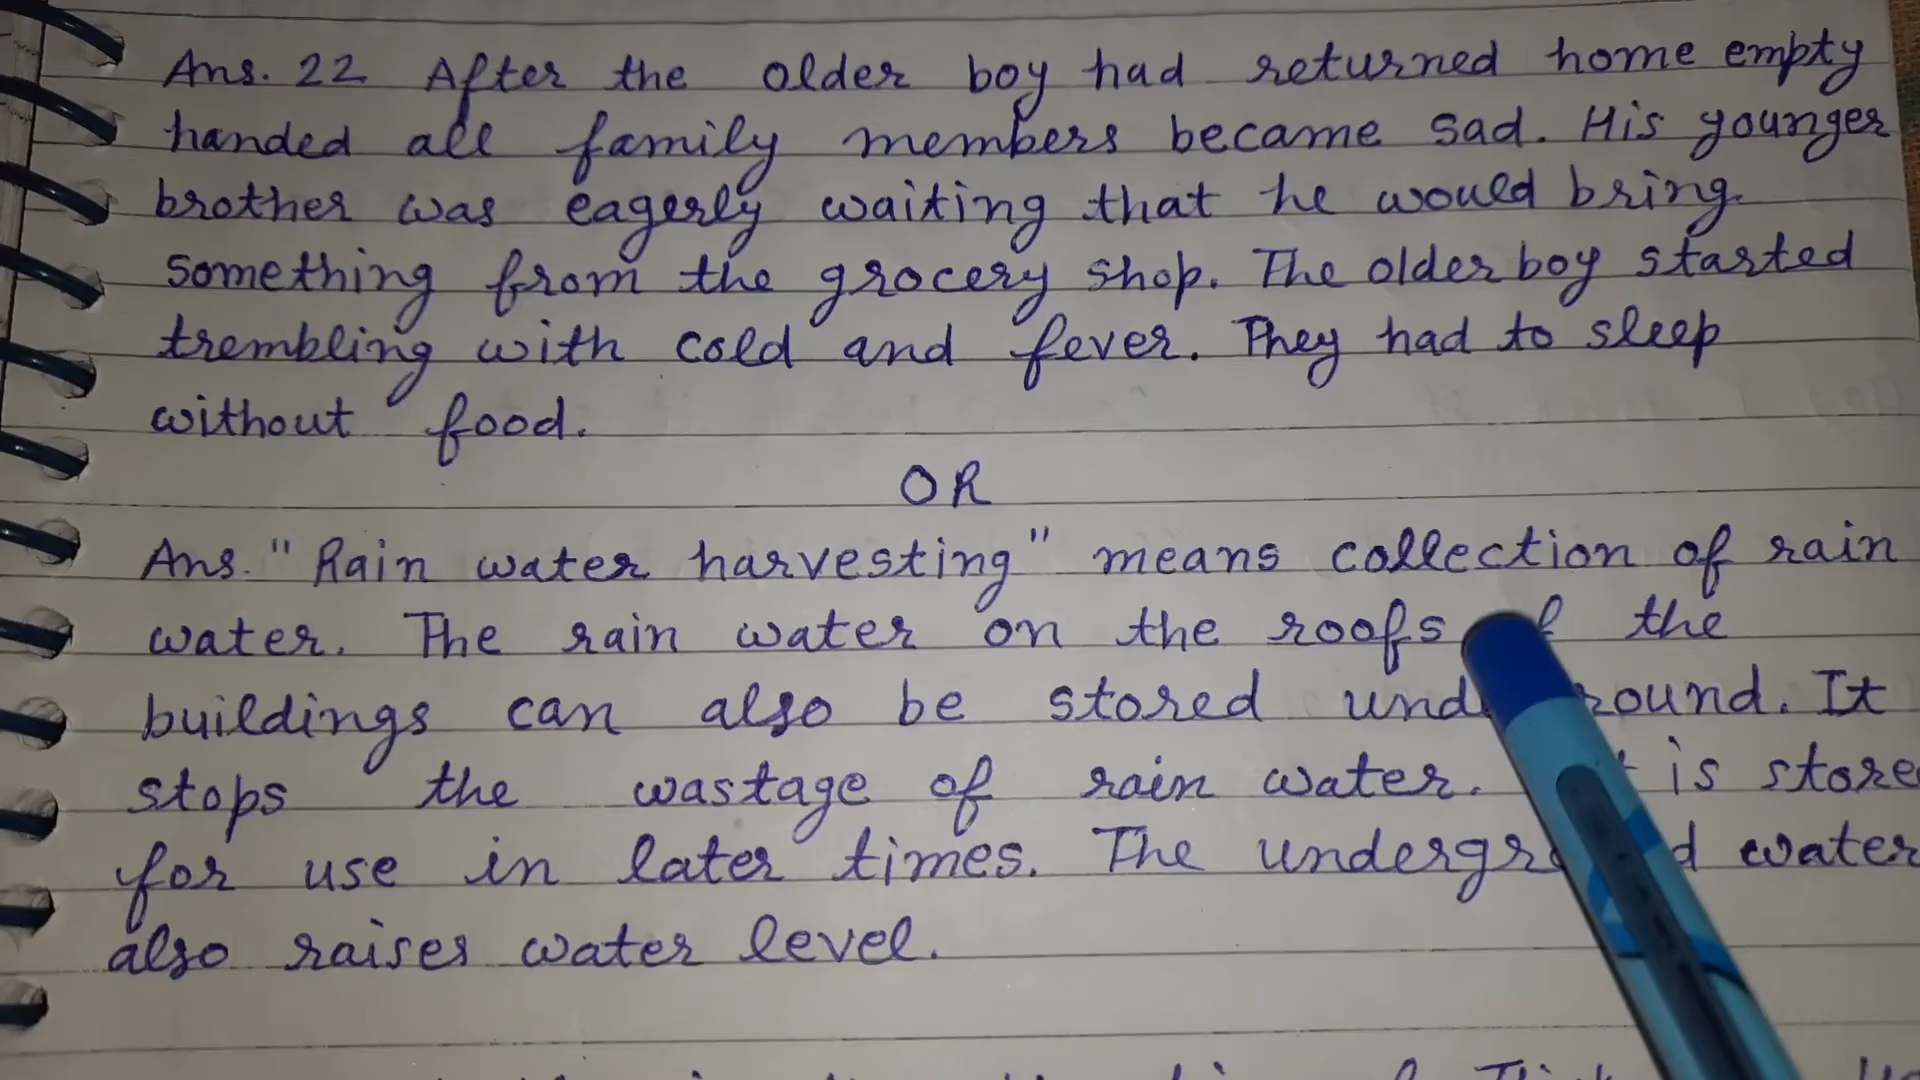 Ans. 22 After the older boy had returned home empty
handed all family members became sad. His younger
brother was eagerly waiting that he would bring
something from the grocery shop. The older boy started
trembling with cold and fever. They had to sleep
without food.
OR
Ans. "Rain water harvesting" means collection of rain
water. The rain water on the roofs the
buildings can also be stored. It
stops the wastage of rain water. is
for use in later times. The water
also raises water level.